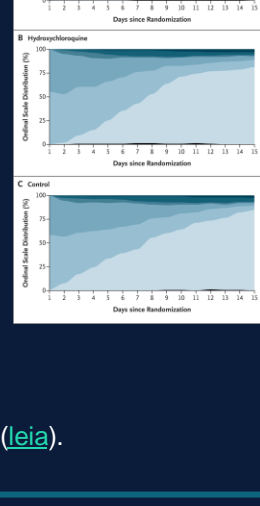 0
1 2 3 4 5 6 7 8 9 10 11 12 13 14 15
Days since Randomization
B Hydroxychloroquine
Ordinal Scale Distribution (%)
100
75
50
25
0
1 2 3 4 5 6 7 8 9 10 11 12 13 14 15
Days since Randomization
C Control
Ordinal Scale Distribution (%)
100
75
50
25
0
1 2 3 4 5 6 7 8 9 10 11 12 13 14 15
Days since Randomization
(leia).